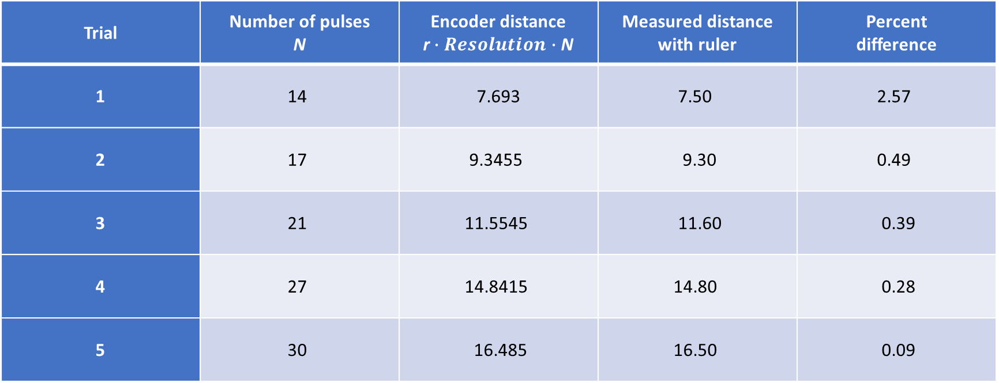 Trial
Number of pulses
N
Encoder distance
r · Resolution · N
Measured distance
with ruler
Percent
difference
1 14 7.693 7.50 2.57
2 17 9.3455 9.30 0.49
3 21 11.5545 11.60 0.39
4 27 14.8415 14.80 0.28
5 30 16.485 16.50 0.09